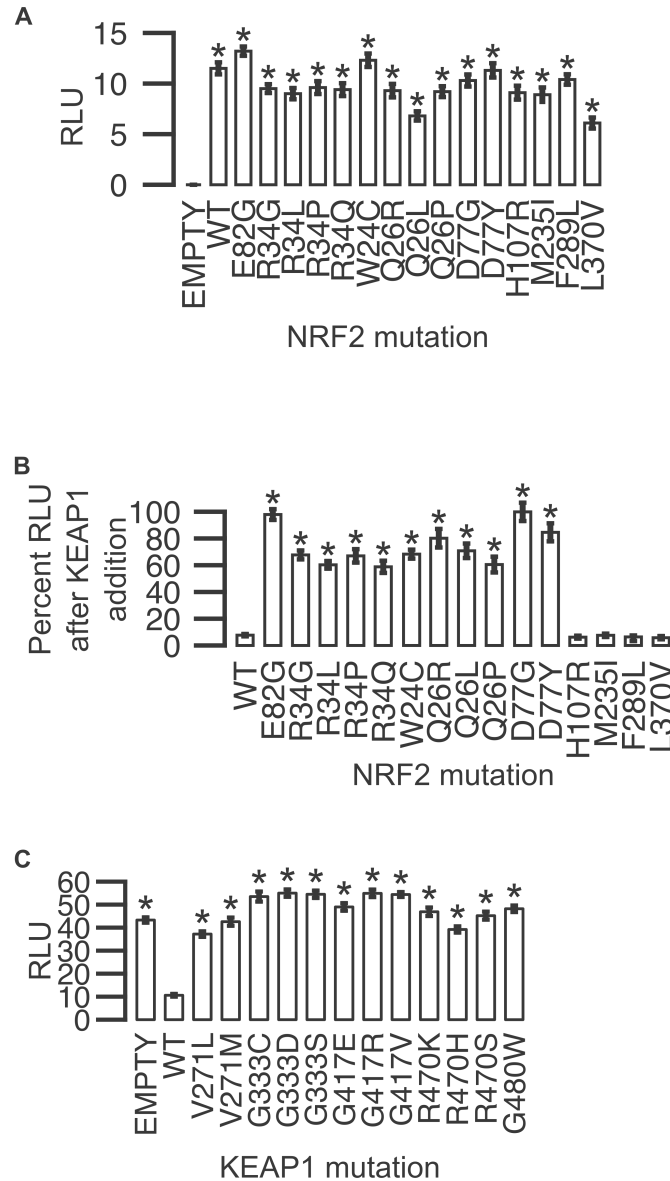 A
15
10
5
0
RLU
* * * * * * * * * * * * * * * *
EMPTY
WT
E82G
R34G
R34L
R34P
R34Q
W24C
Q26R
Q26L
Q26P
D77G
D77Y
H107R
M235I
F289L
L370V
NRF2 mutation
B
Percent RLU
after KEAP1
addition
100
80
60
40
20
0
* * * * * * * * * * *
WT
E82G
R34G
R34L
R34P
R34Q
W24C
Q26R
Q26L
Q26P
D77G
D77Y
H107R
M235I
F289L
L370V
NRF2 mutation
C
60
50
40
30
20
10
0
RLU
* * * * * * * * * * * * *
EMPTY
WT
V271L
V271M
G333C
G333D
G333S
G417E
G417R
G417V
R470K
R470H
R470S
G480W
KEAP1 mutation